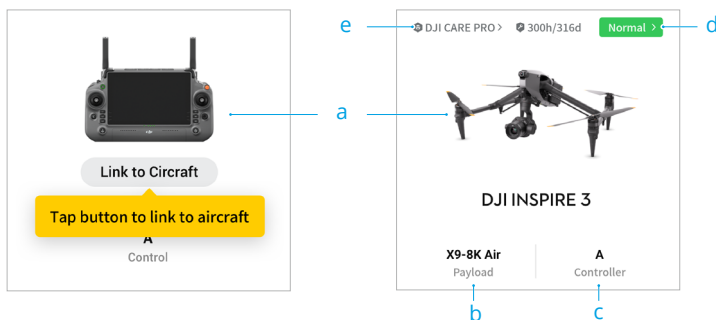 e
DJI CARE PRO >
300h/316d
Normal >
d
a
Link to Circraft
Tap button to link to aircraft
A
Control
DJI INSPIRE 3
X9-8K Air
Payload
A
Controller
b
c